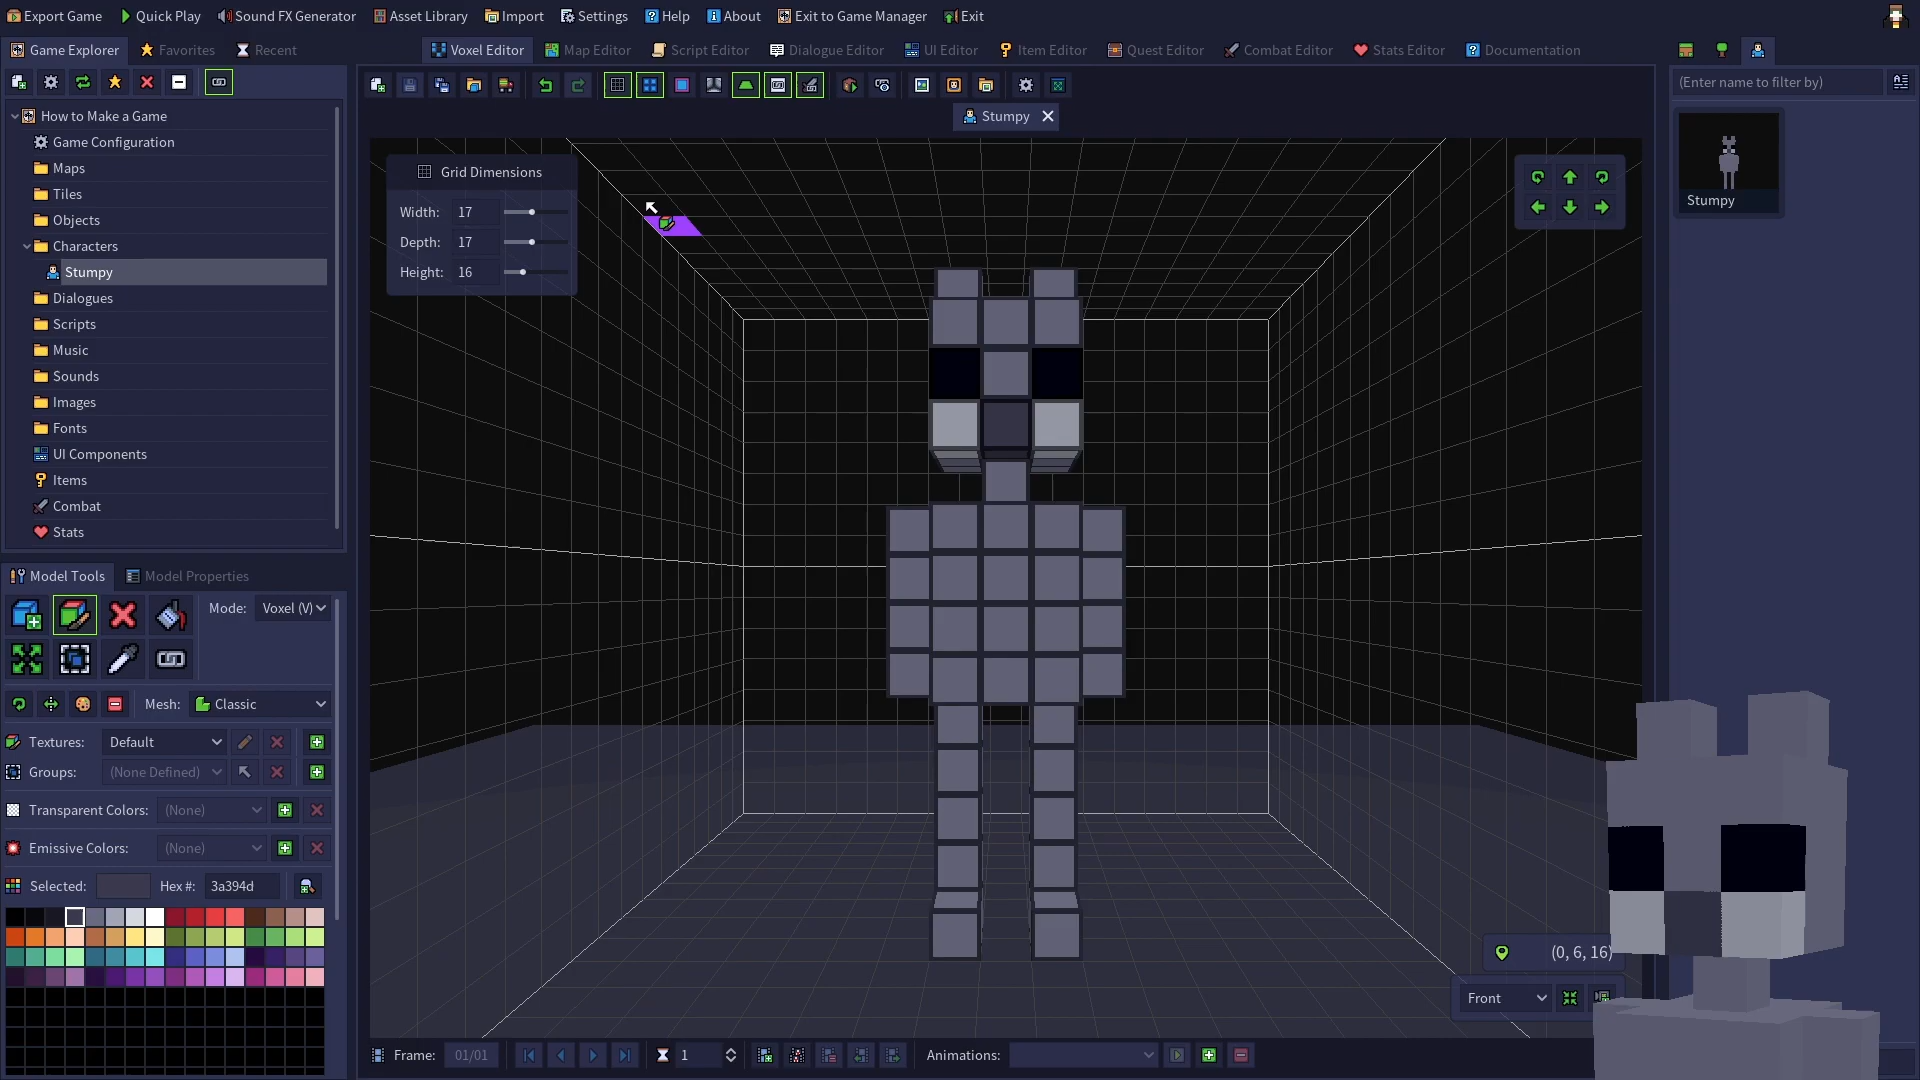 Export Game Quick Play Sound FX Generator Asset Library Import Settings Help About Exit to Game Manager Exit
Game Explorer Favorites Recent
Voxel Editor Map Editor Script Editor Dialogue Editor UI Editor Item Editor Quest Editor Combat Editor Stats Editor Documentation
(Enter name to filter by)
Stumpy
How to Make a Game
Game Configuration
Maps
Tiles
Objects
Characters
Stumpy
Dialogues
Scripts
Music
Sounds
Images
Fonts
UI Components
Items
Combat
Stats
Grid Dimensions
Width: 17
Depth: 17
Height: 16
Stumpy
Model Tools Model Properties
Mode: Voxel (V)
Mesh: Classic
Textures: Default
Groups: (None Defined)
Transparent Colors: (None)
Emissive Colors: (None)
Selected: Hex #: 3a394d
(0, 6, 16)
Front
Frame: 01/01 1 Animations: